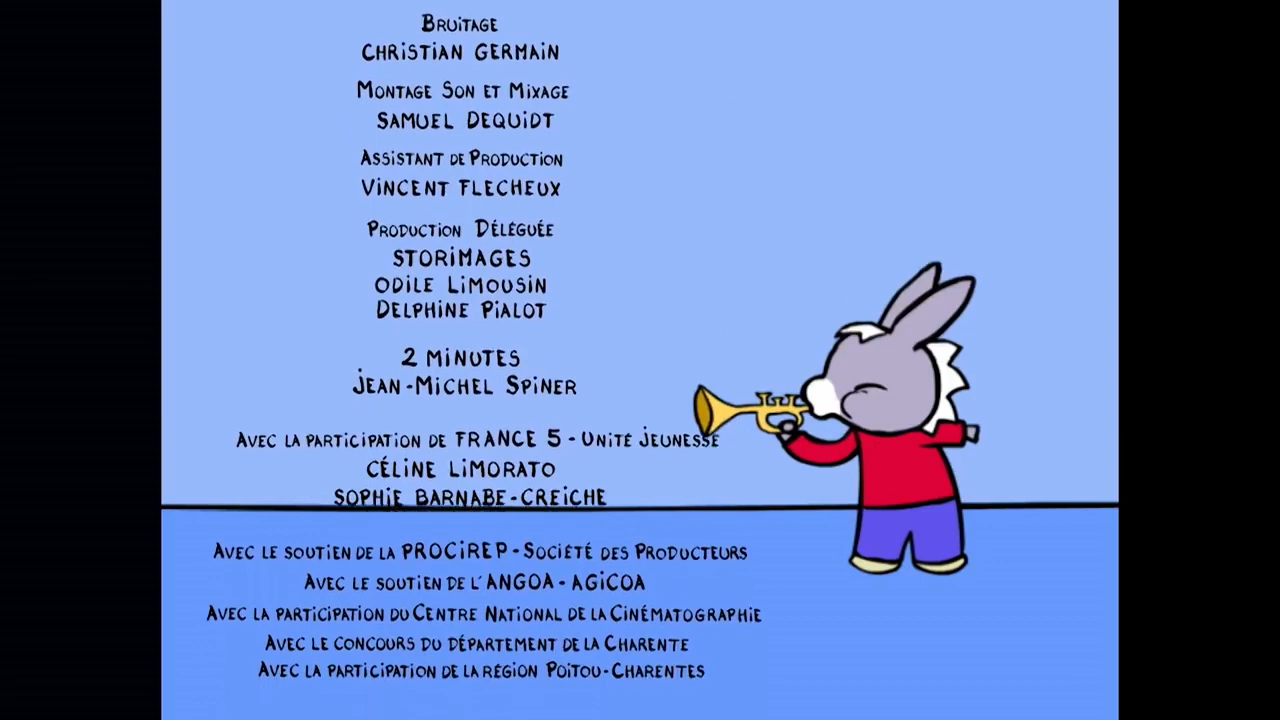 Bruitage
Christian Germain
Montage Son et Mixage
Samuel Dequidt
Assistant de Production
Vincent Flecheux
Production Déléguée
STORIMAGES
Odile Limousin
Delphine Pialot
2 MINUTES
Jean-Michel Spiner
Avec la participation de FRANCE 5 - Unité Jeunesse
Céline Limorato
Sophie Barnabe-Creiche
Avec le soutien de la PROCIREP - Société des Producteurs
Avec le soutien de l'ANGOA - AGICOA
Avec la participation du Centre National de la Cinématographie
Avec le concours du département de la Charente
Avec la participation de la région Poitou-Charentes